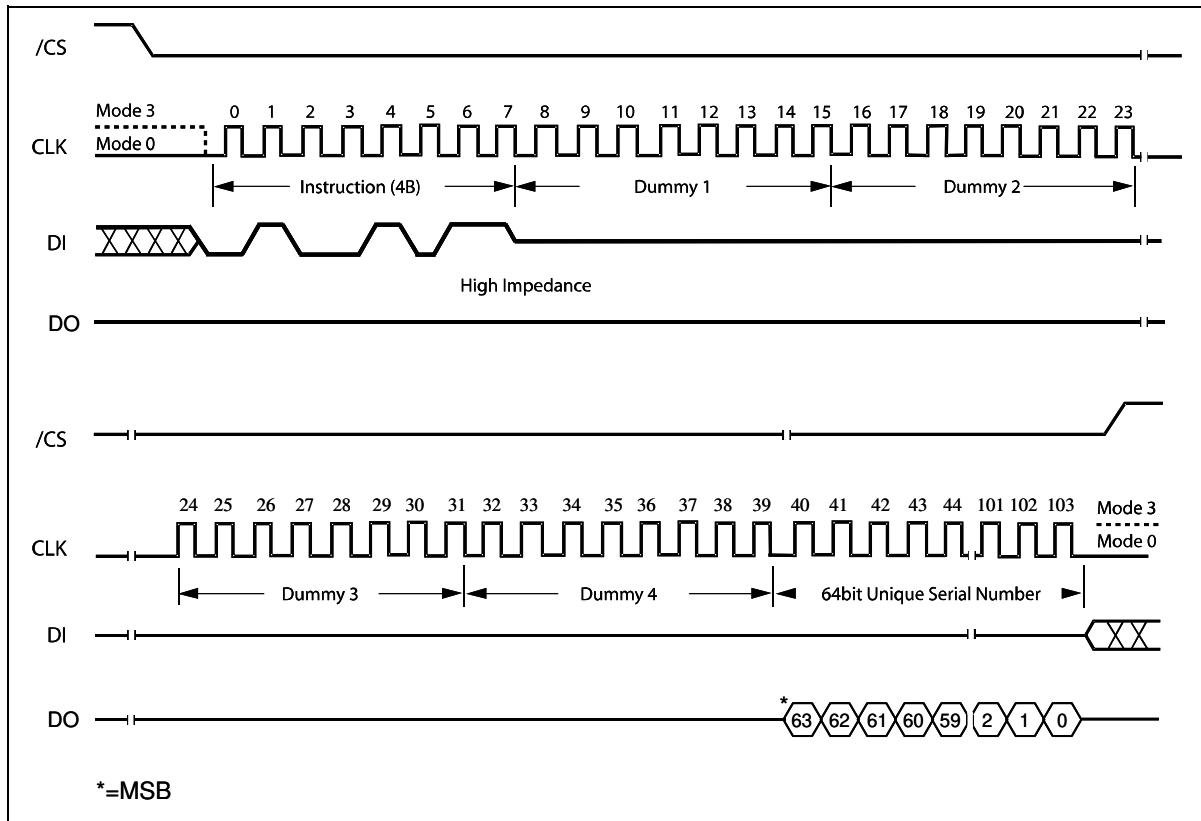 /CS
Mode 3
0 1 2 3 4 5 6 7 8 9 10 11 12 13 14 15 16 17 18 19 20 21 22 23
CLK
Mode 0
Instruction (4B) Dummy 1 Dummy 2
DI
High Impedance
DO
/CS
24 25 26 27 28 29 30 31 32 33 34 35 36 37 38 39 40 41 42 43 44 101 102 103
Mode 3
CLK
Mode 0
Dummy 3 Dummy 4 64bit Unique Serial Number
DI
DO
* 63 62 61 60 59 2 1 0
*=MSB